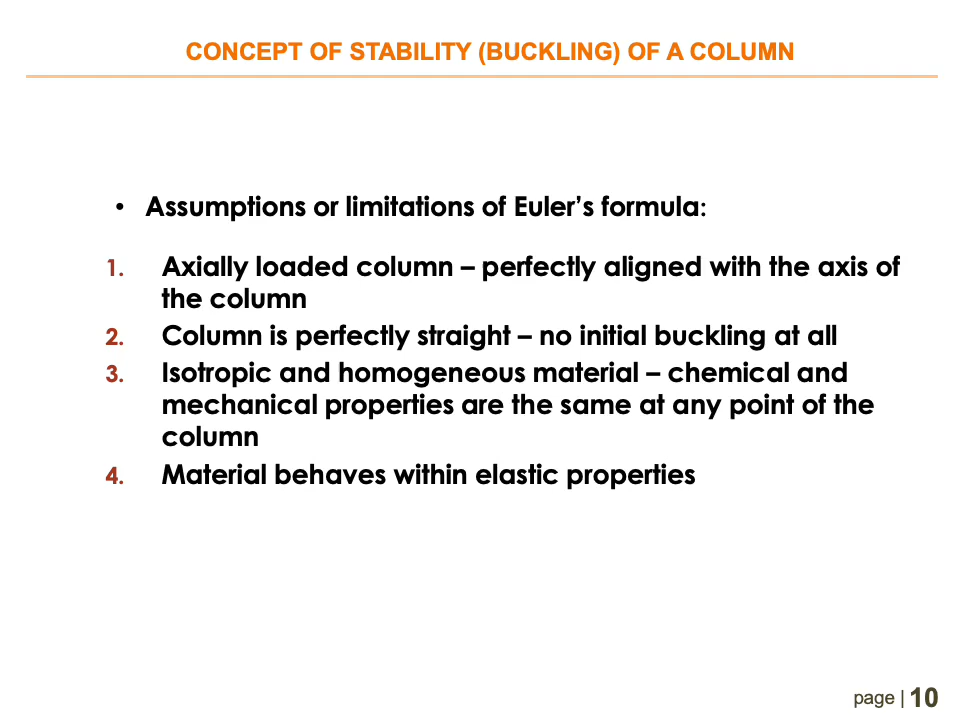 CONCEPT OF STABILITY (BUCKLING) OF A COLUMN
• Assumptions or limitations of Euler’s formula:
1. Axially loaded column – perfectly aligned with the axis of
the column
2. Column is perfectly straight – no initial buckling at all
3. Isotropic and homogeneous material – chemical and
mechanical properties are the same at any point of the
column
4. Material behaves within elastic properties
page | 10